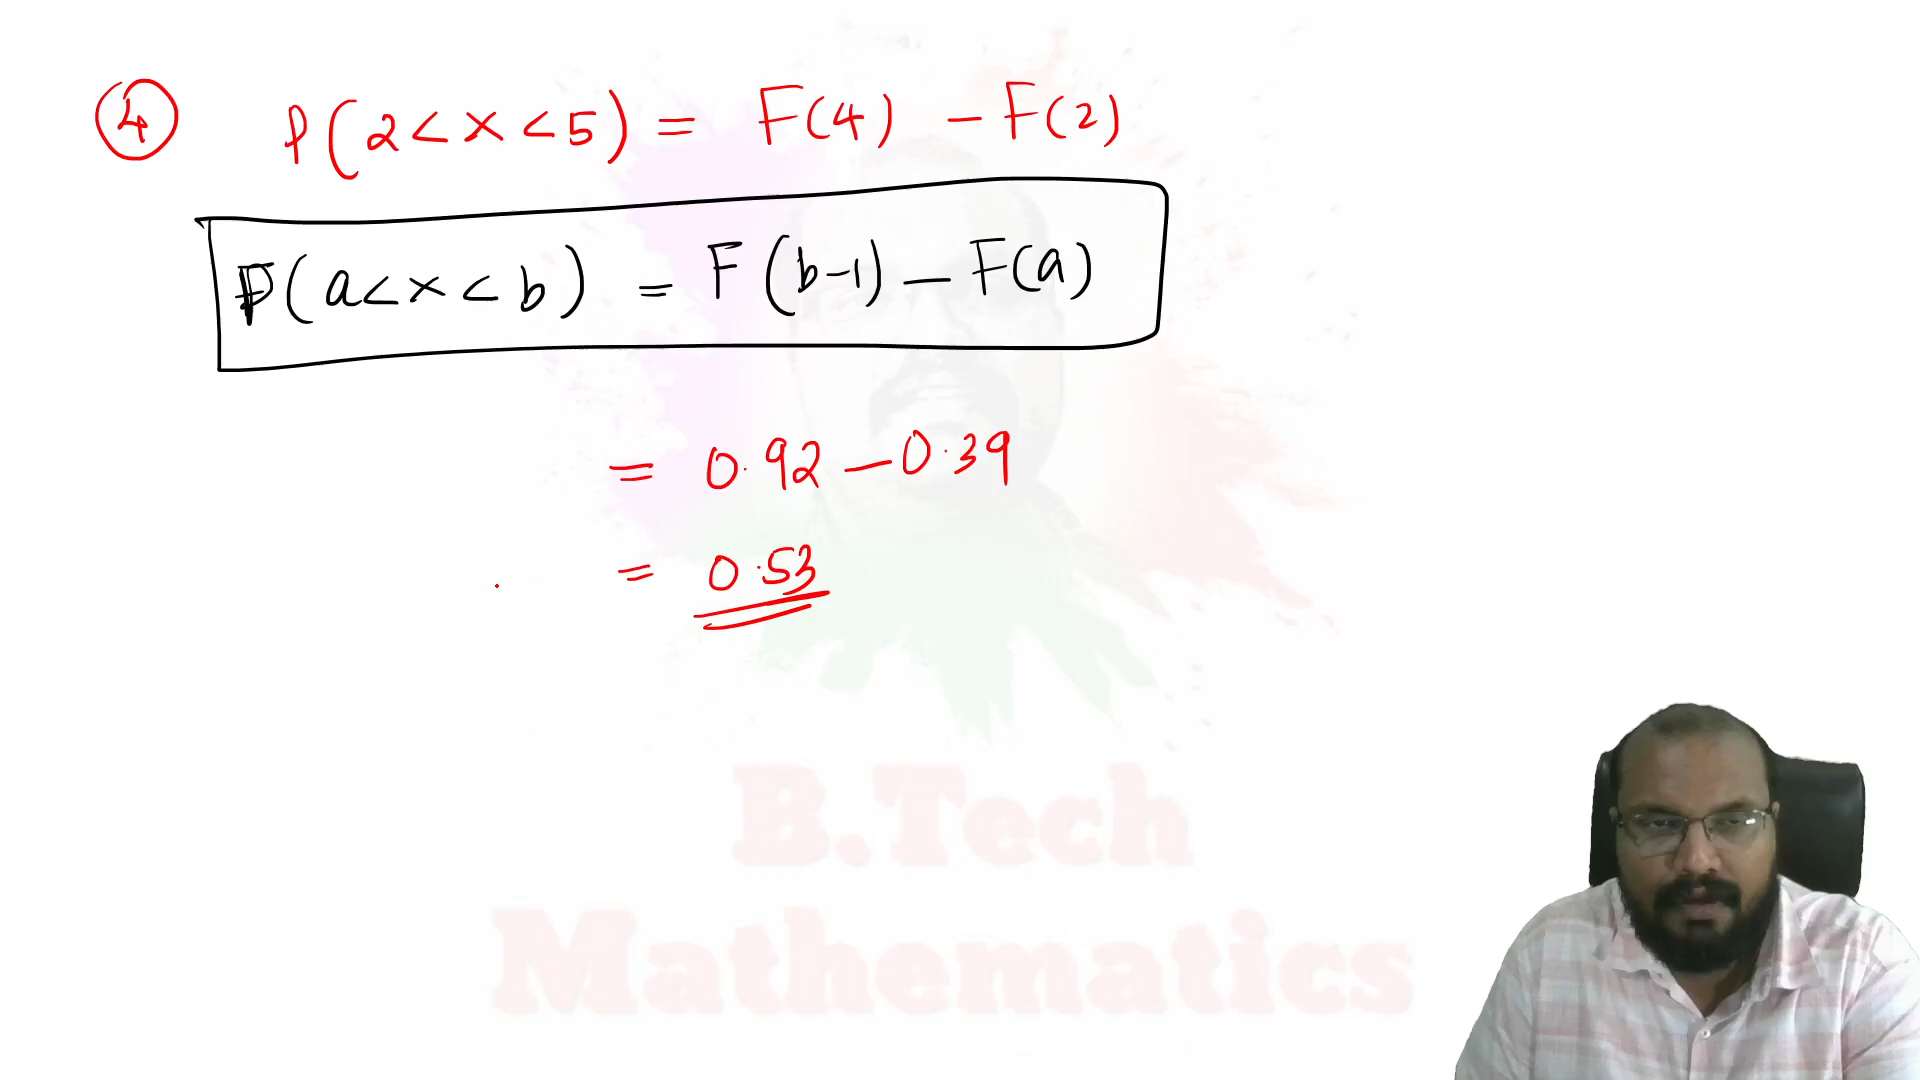 4 P(2<x<5) = F(4) - F(2)
P(a<x<b) = F(b-1) - F(a)
= 0.92 - 0.39
= 0.53
B.Tech
Mathematics